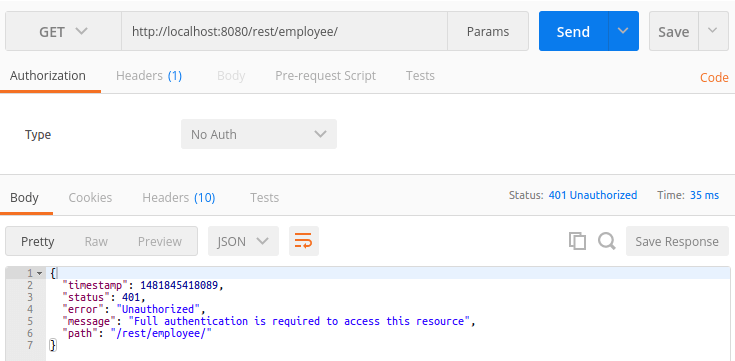 GET http://localhost:8080/rest/employee/ Params Send Save
Authorization Headers (1) Body Pre-request Script Tests Code
Type No Auth
Body Cookies Headers (10) Tests Status: 401 Unauthorized Time: 35 ms
Pretty Raw Preview JSON Save Response
1 {
2 "timestamp": 1481845418089,
3 "status": 401,
4 "error": "Unauthorized",
5 "message": "Full authentication is required to access this resource",
6 "path": "/rest/employee/"
7 }